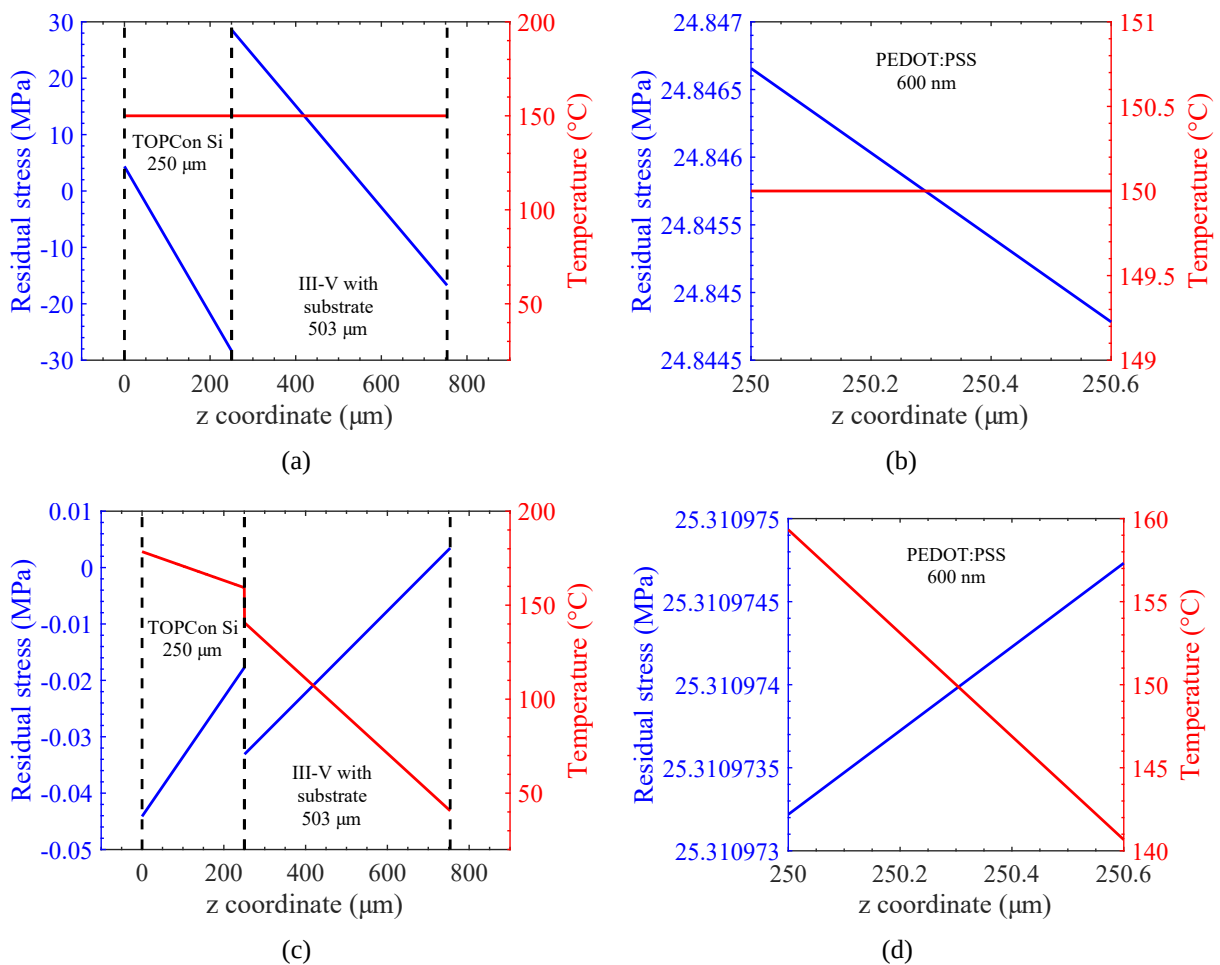 30
20
10
0
-10
-20
-30
Residual stress (MPa)
200
150
100
50
Temperature (°C)
TOPCon Si
250 μm
III-V with
substrate
503 μm
0 200 400 600 800
z coordinate (μm)
(a)
24.847
24.8465
24.846
24.8455
24.845
24.8445
Residual stress (MPa)
151
150.5
150
149.5
149
Temperature (°C)
PEDOT:PSS
600 nm
250 250.2 250.4 250.6
z coordinate (μm)
(b)
0.01
0
-0.01
-0.02
-0.03
-0.04
-0.05
Residual stress (MPa)
200
150
100
50
Temperature (°C)
TOPCon Si
250 μm
III-V with
substrate
503 μm
0 200 400 600 800
z coordinate (μm)
(c)
25.310975
25.3109745
25.310974
25.3109735
25.310973
Residual stress (MPa)
160
155
150
145
140
Temperature (°C)
PEDOT:PSS
600 nm
250 250.2 250.4 250.6
z coordinate (μm)
(d)